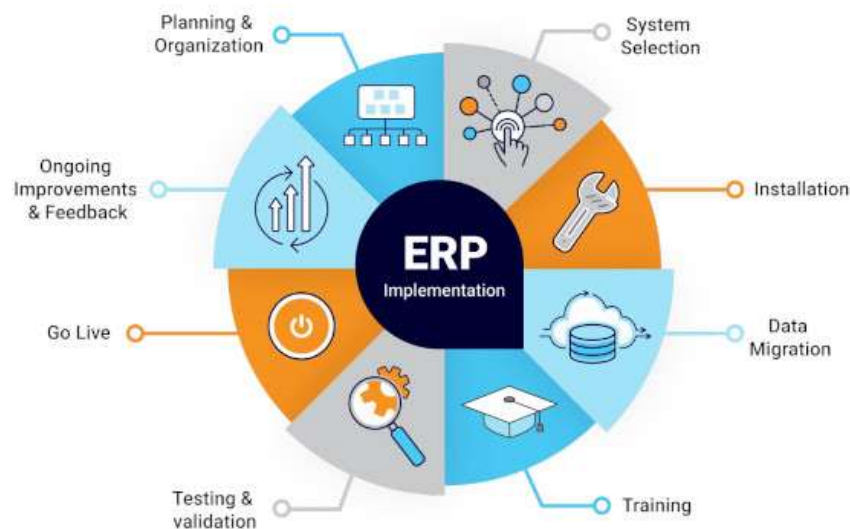 Planning &
Organization
System
Selection
Ongoing
Improvements
& Feedback
Installation
ERP
Implementation
Go Live
Data
Migration
Testing &
validation
Training